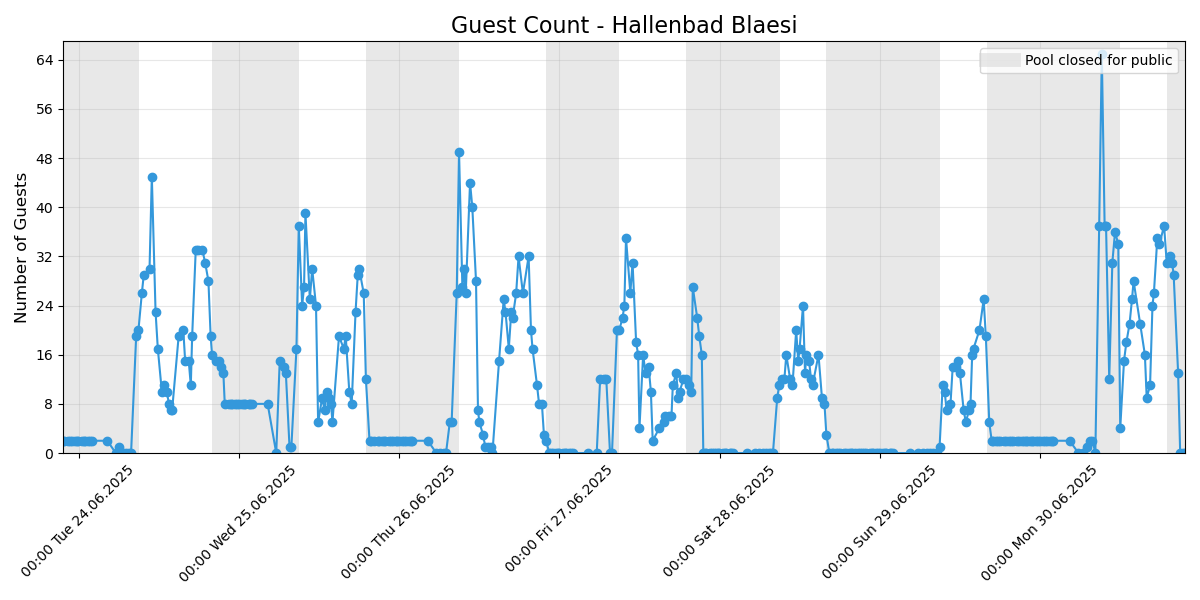 Guest Count - Hallenbad Blaesi
Pool closed for public
Number of Guests
64
56
48
40
32
24
16
8
0
00:00 Tue 24.06.2025
00:00 Wed 25.06.2025
00:00 Thu 26.06.2025
00:00 Fri 27.06.2025
00:00 Sat 28.06.2025
00:00 Sun 29.06.2025
00:00 Mon 30.06.2025